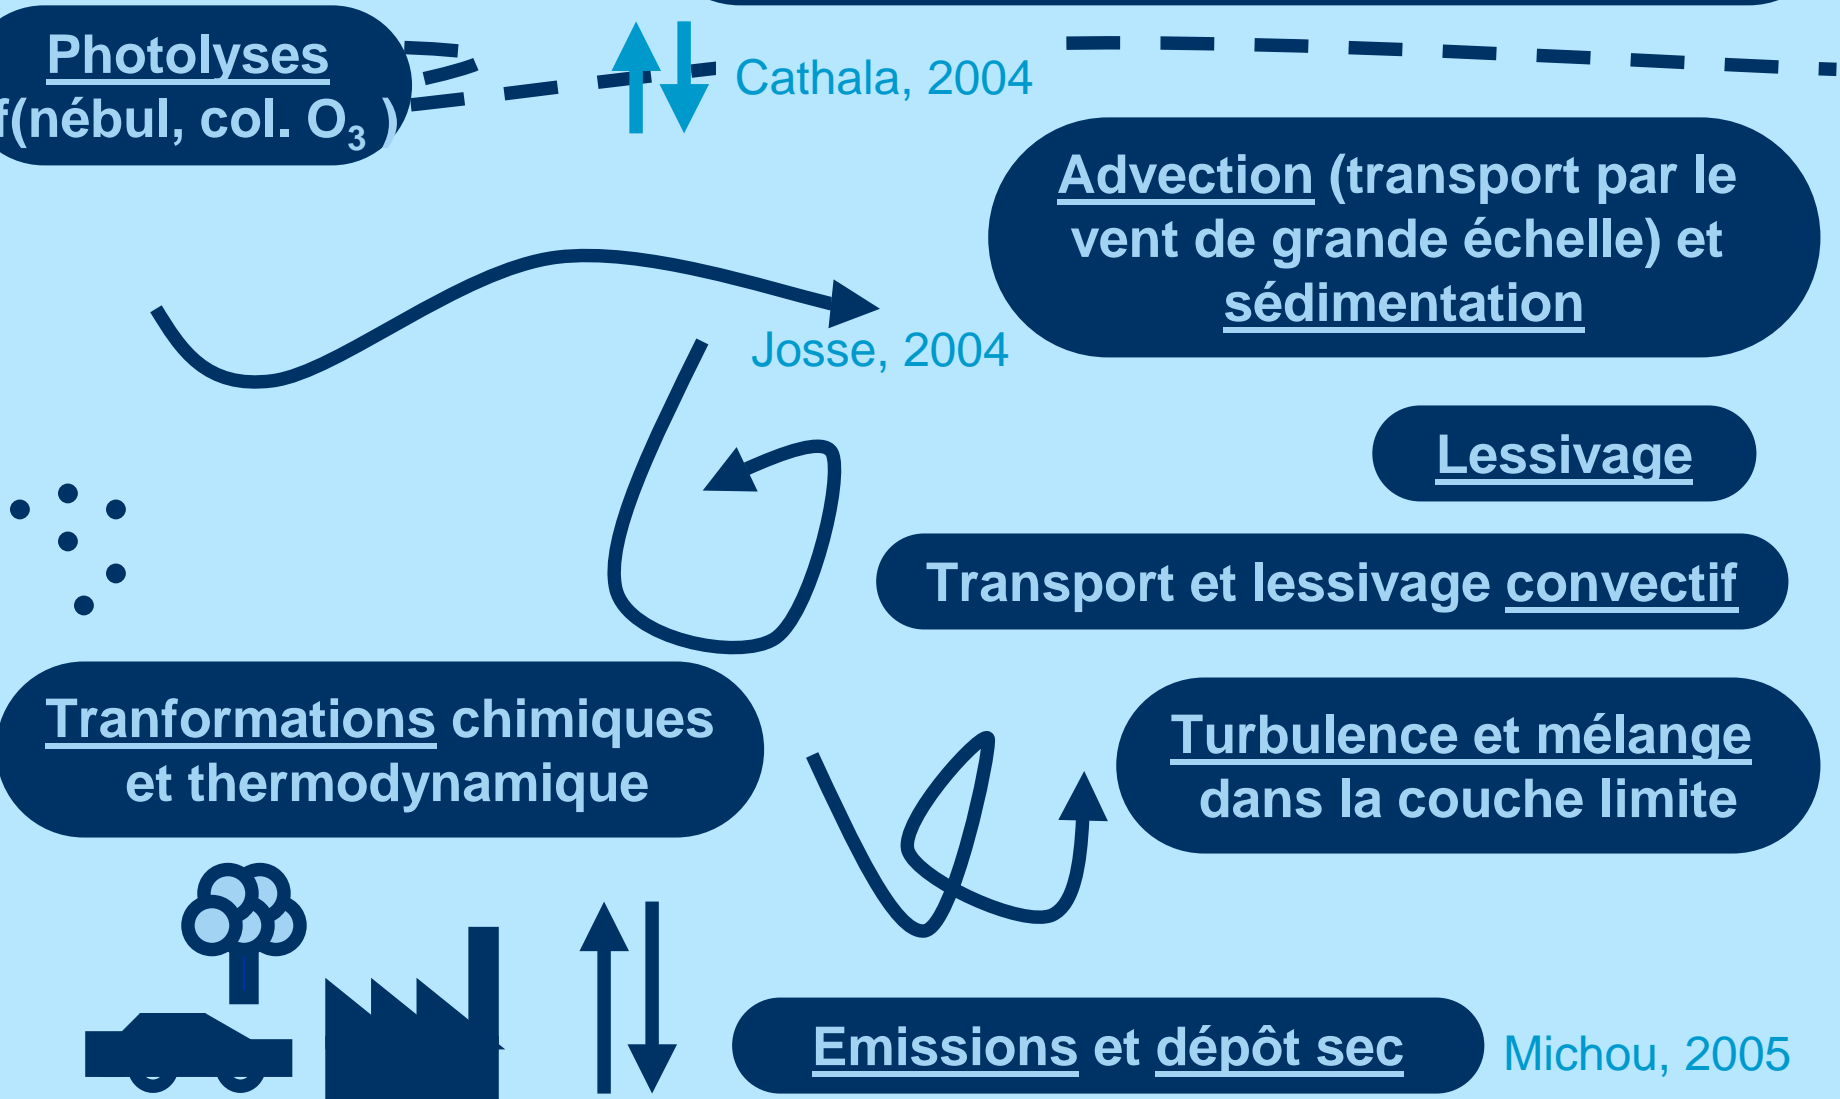 Photolyses
f(nébul, col. O₃ )
Cathala, 2004
Advection (transport par le
vent de grande échelle) et
sédimentation
Josse, 2004
Lessivage
Transport et lessivage convectif
Tranformations chimiques
et thermodynamique
Turbulence et mélange
dans la couche limite
Emissions et dépôt sec
Michou, 2005